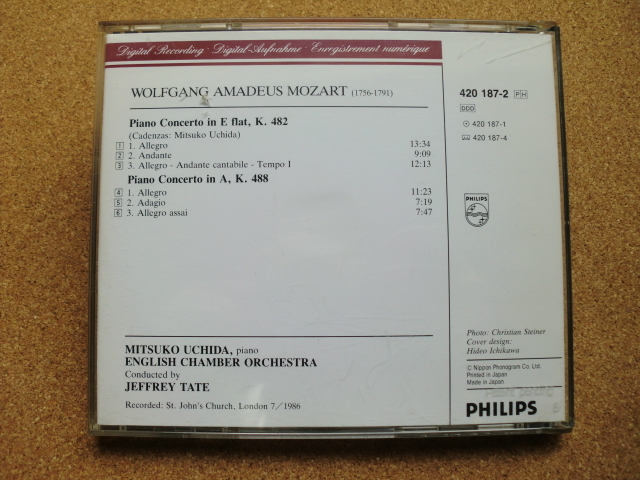 Digital Recording · Digital-Aufnahme · Enregistrement numérique
WOLFGANG AMADEUS MOZART (1756-1791)
Piano Concerto in E flat, K. 482
(Cadenzas: Mitsuko Uchida)
1 1. Allegro 13:34
2 2. Andante 9:09
3 3. Allegro - Andante cantabile - Tempo I 12:13
Piano Concerto in A, K. 488
4 1. Allegro 11:23
5 2. Adagio 7:19
6 3. Allegro assai 7:47
MITSUKO UCHIDA, piano
ENGLISH CHAMBER ORCHESTRA
Conducted by
JEFFREY TATE
Recorded: St. John's Church, London 7/1986
420 187-2 PH
DDD
420 187-1
420 187-4
PHILIPS
Photo: Christian Steiner
Cover design:
Hideo Ichikawa
© Nippon Phonogram Co. Ltd.
Printed in Japan
Made in Japan
PHILIPS